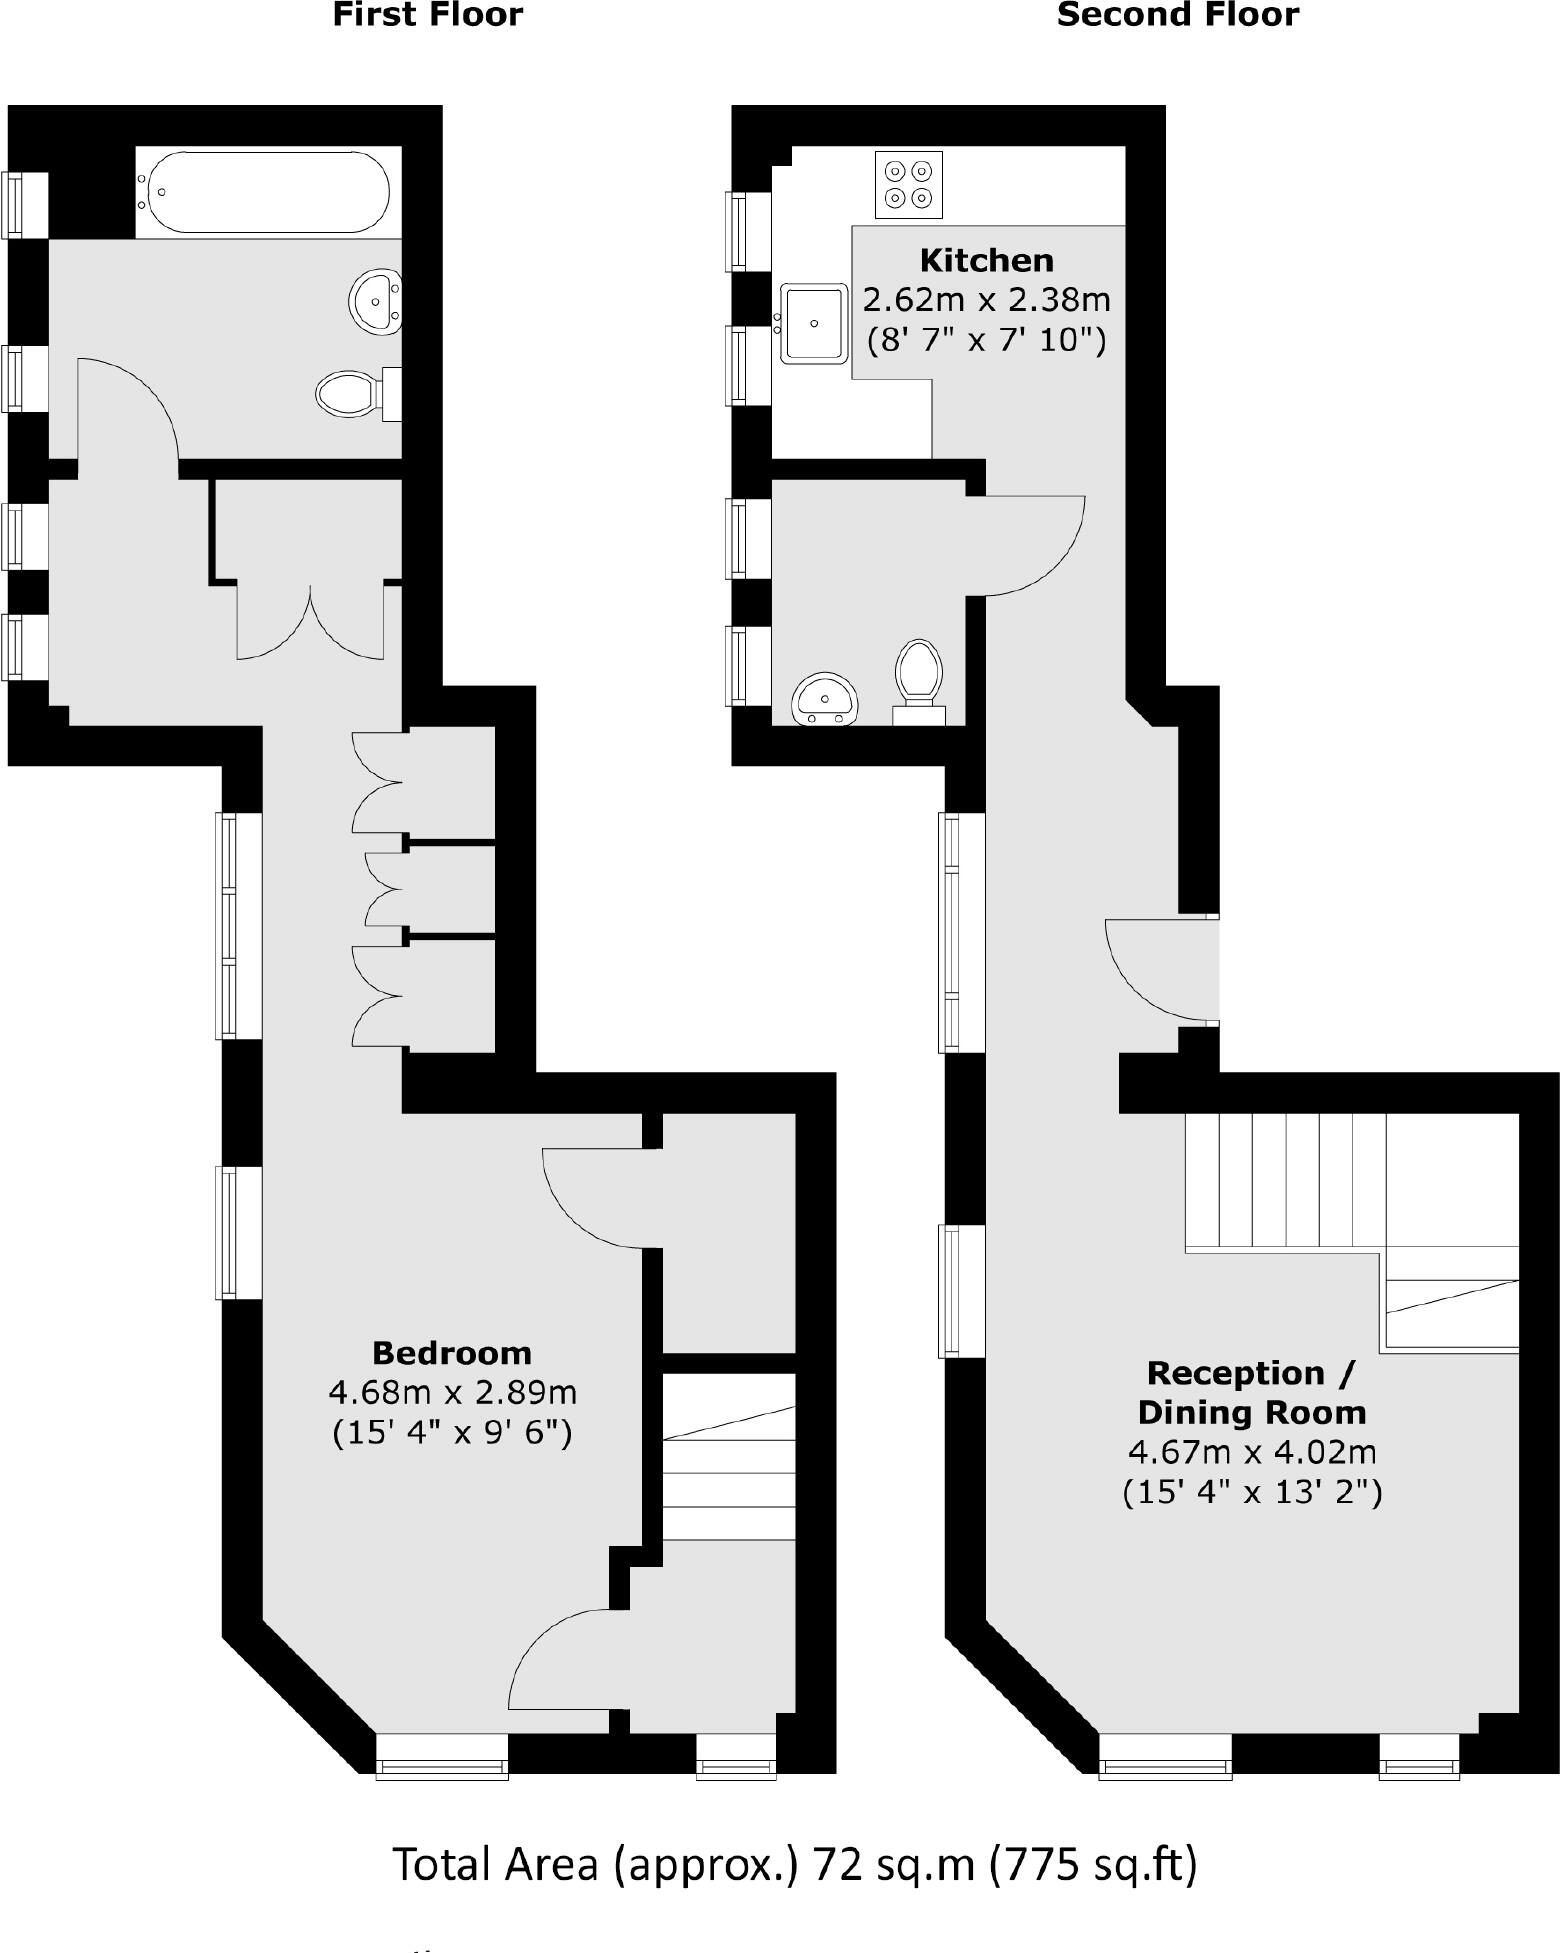 First Floor
Second Floor
Kitchen
2.62m x 2.38m
(8' 7" x 7' 10")
Bedroom
4.68m x 2.89m
(15' 4" x 9' 6")
Reception /
Dining Room
4.67m x 4.02m
(15' 4" x 13' 2")
Total Area (approx.) 72 sq.m (775 sq.ft)